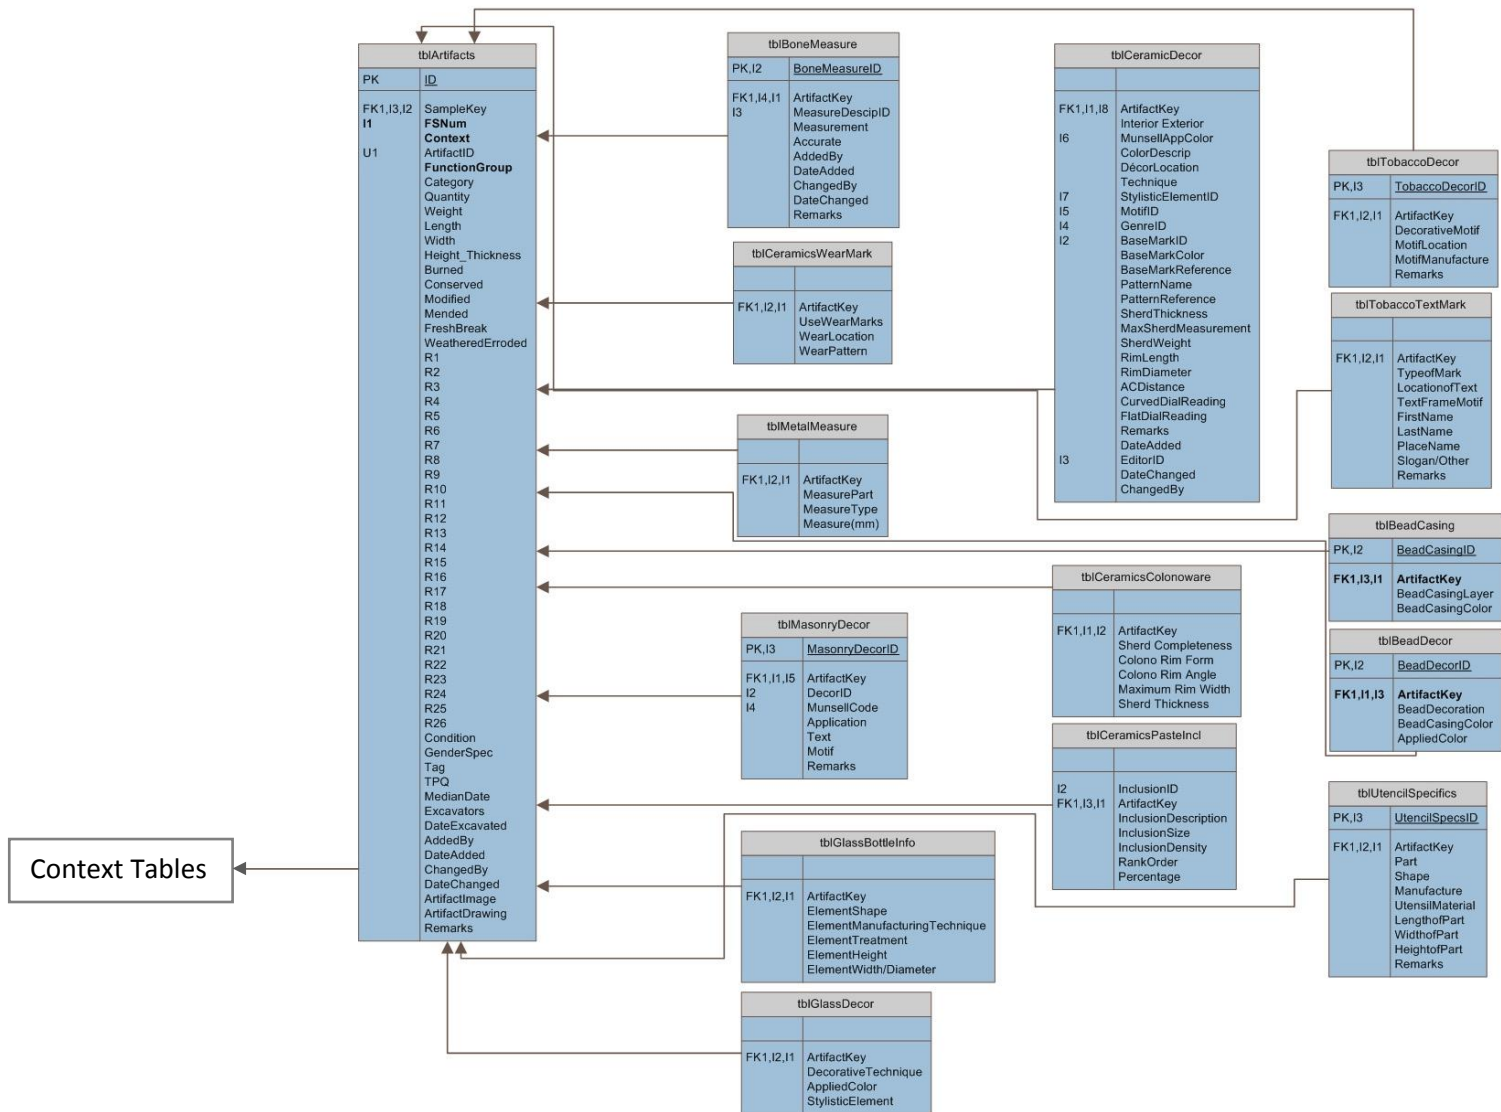 tblArtifacts
PK ID
FK1,I3,I2 SampleKey
I1 FSNum
Context
U1 ArtifactID
FunctionGroup
Category
Quantity
Weight
Length
Width
Height_Thickness
Burned
Conserved
Modified
Mended
FreshBreak
WeatheredErroded
R1
R2
R3
R4
R5
R6
R7
R8
R9
R10
R11
R12
R13
R14
R15
R16
R17
R18
R19
R20
R21
R22
R23
R24
R25
R26
Condition
GenderSpec
Tag
TPQ
MedianDate
Excavators
DateExcavated
AddedBy
DateAdded
ChangedBy
DateChanged
ArtifactImage
ArtifactDrawing
Remarks
Context Tables
tblBoneMeasure
PK,I2 BoneMeasureID
FK1,I4,I1 ArtifactKey
I3 MeasureDescipID
Measurement
Accurate
AddedBy
DateAdded
ChangedBy
DateChanged
Remarks
tblCeramicsWearMark
FK1,I2,I1 ArtifactKey
UseWearMarks
WearLocation
WearPattern
tblMetalMeasure
FK1,I2,I1 ArtifactKey
MeasurePart
MeasureType
Measure(mm)
tblMasonryDecor
PK,I3 MasonryDecorID
FK1,I1,I5 ArtifactKey
I2 DecorID
I4 MunsellCode
Application
Text
Motif
Remarks
tblGlassBottleInfo
FK1,I2,I1 ArtifactKey
ElementShape
ElementManufacturingTechnique
ElementTreatment
ElementHeight
ElementWidth/Diameter
tblGlassDecor
FK1,I2,I1 ArtifactKey
DecorativeTechnique
AppliedColor
StylisticElement
tblCeramicDecor
FK1,I1,I8 ArtifactKey
Interior Exterior
I6 MunsellAppColor
ColorDescrip
DécorLocation
Technique
I7 StylisticElementID
I5 MotifID
I4 GenreID
I2 BaseMarkID
BaseMarkColor
BaseMarkReference
PatternName
PatternReference
SherdThickness
MaxSherdMeasurement
SherdWeight
RimLength
RimDiameter
ACDistance
CurvedDialReading
FlatDialReading
Remarks
DateAdded
I3 EditorID
DateChanged
ChangedBy
tblCeramicsColonoware
FK1,I1,I2 ArtifactKey
Sherd Completeness
Colono Rim Form
Colono Rim Angle
Maximum Rim Width
Sherd Thickness
tblCeramicsPasteIncl
I2 InclusionID
FK1,I3,I1 ArtifactKey
InclusionDescription
InclusionSize
InclusionDensity
RankOrder
Percentage
tblTobaccoDecor
PK,I3 TobaccoDecorID
FK1,I2,I1 ArtifactKey
DecorativeMotif
MotifLocation
MotifManufacture
Remarks
tblTobaccoTextMark
FK1,I2,I1 ArtifactKey
TypeofMark
LocationofText
TextFrameMotif
FirstName
LastName
PlaceName
Slogan/Other
Remarks
tblBeadCasing
PK,I2 BeadCasingID
FK1,I3,I1 ArtifactKey
BeadCasingLayer
BeadCasingColor
tblBeadDecor
PK,I2 BeadDecorID
FK1,I1,I3 ArtifactKey
BeadDecoration
BeadCasingColor
AppliedColor
tblUtencilSpecifics
PK,I3 UtencilSpecsID
FK1,I2,I1 ArtifactKey
Part
Shape
Manufacture
UtensilMaterial
LengthofPart
WidthofPart
HeightofPart
Remarks